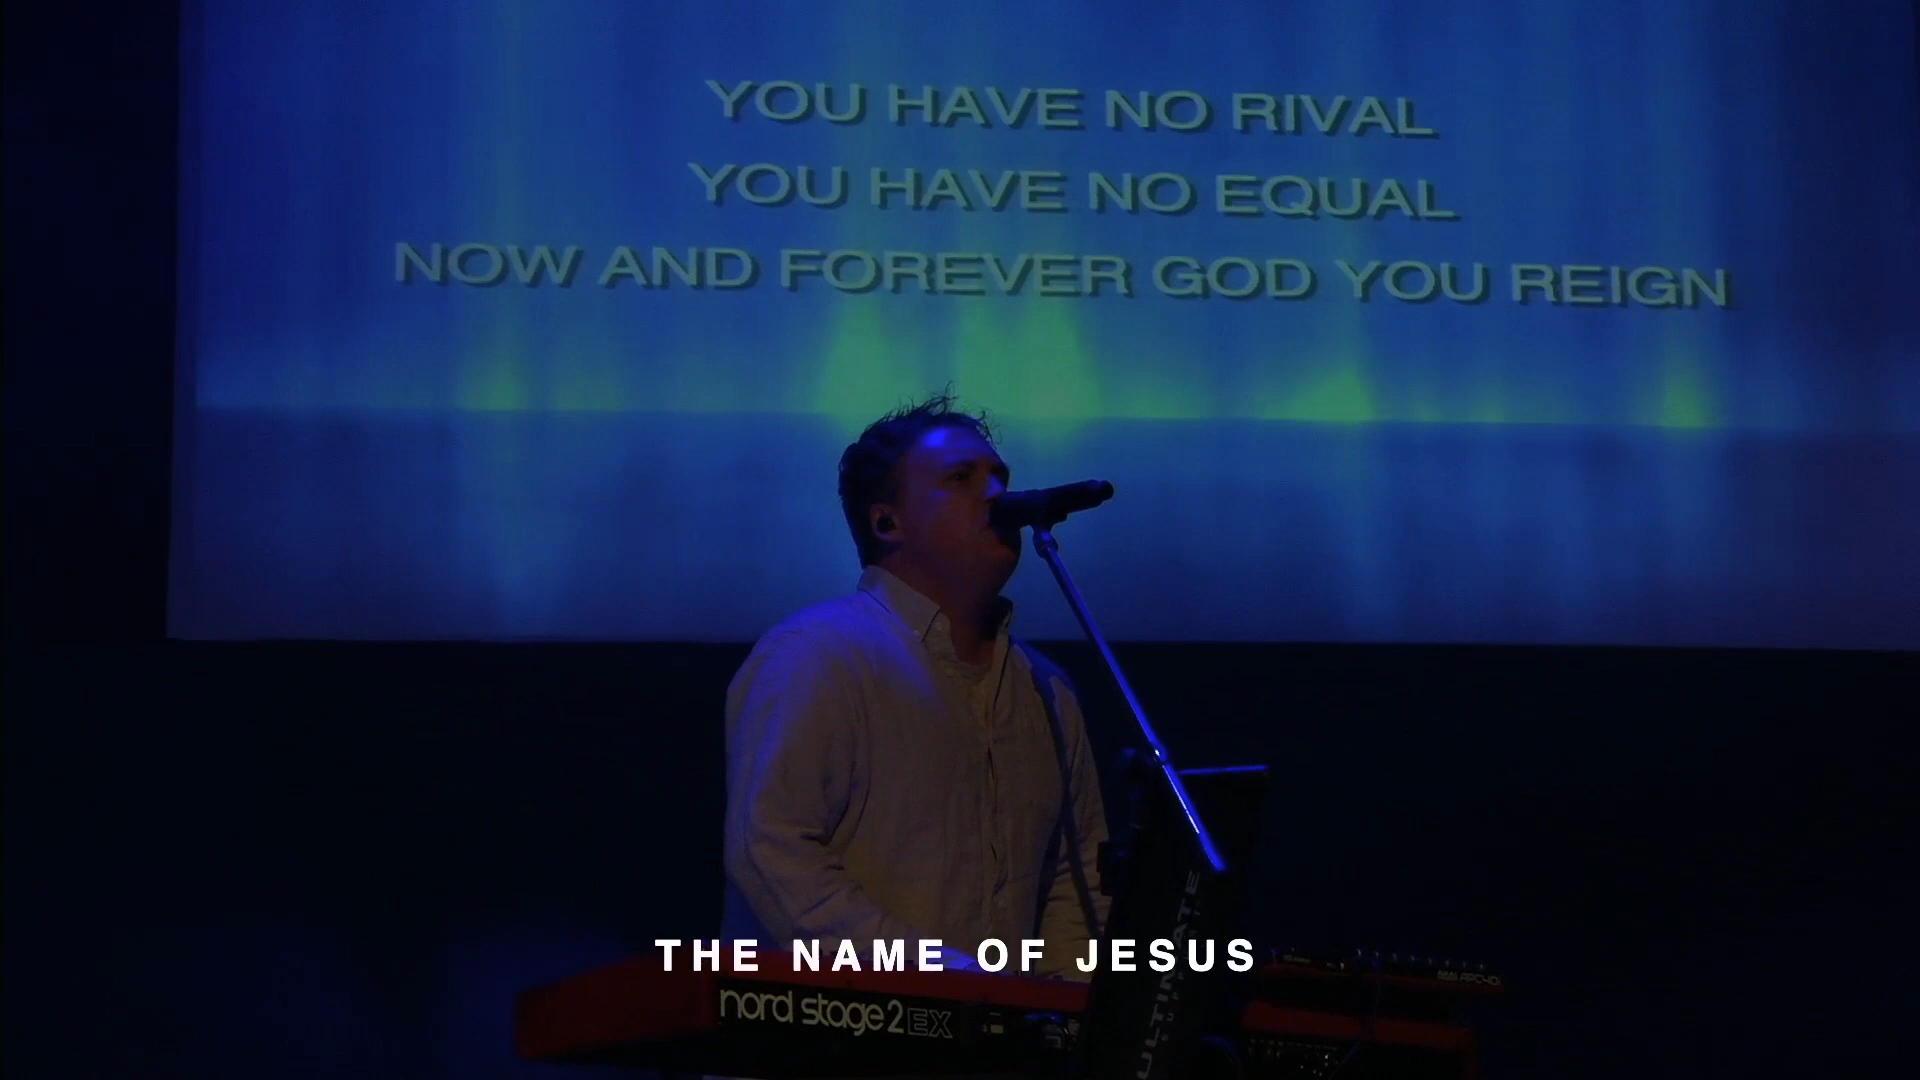 YOU HAVE NO RIVAL
YOU HAVE NO EQUAL
NOW AND FOREVER GOD YOU REIGN
THE NAME OF JESUS
nord stage 2 EX
ULTIMATE